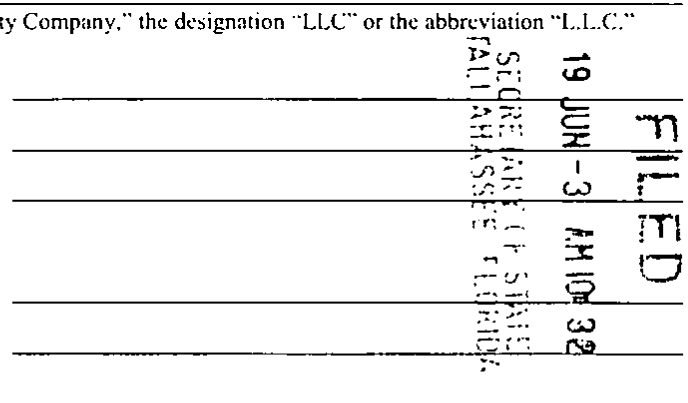 ty Company,” the designation “LLC” or the abbreviation “L.L.C.”
FILED
19 JUN -3 AM 10: 32
SECRETARY OF STATE
TALLAHASSEE FLORIDA